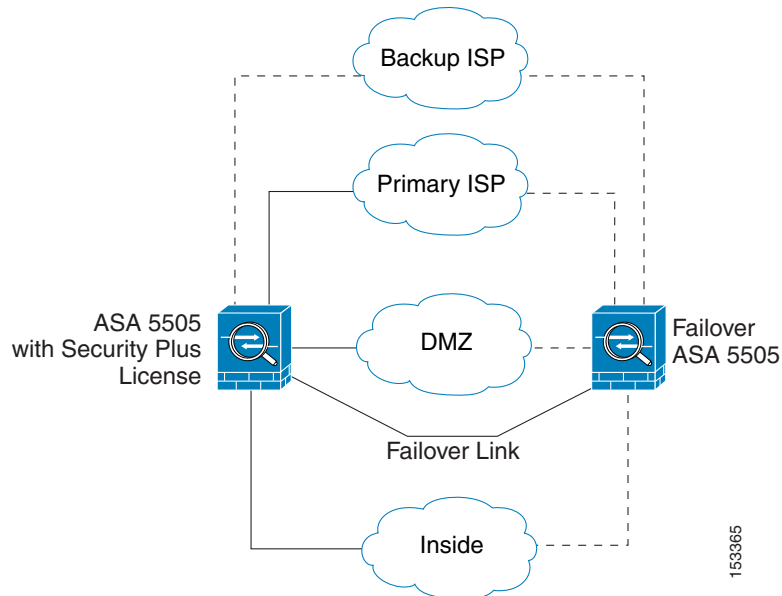 Backup ISP
Primary ISP
ASA 5505
with Security Plus
License
DMZ
Failover
ASA 5505
Failover Link
Inside
153365